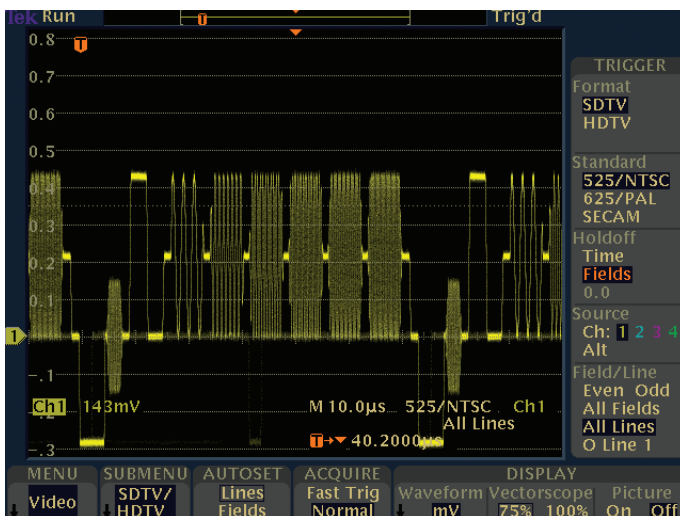 Tek Run Trig'd
T
T
0.8
0.7
0.6
0.5
0.4
0.3
0.2
0.1
1
-.1
-.3
Ch1 143mV M 10.0µs 525/NTSC Ch1
All Lines
T→▼ 40.2000µs
TRIGGER
Format
SDTV
HDTV
Standard
525/NTSC
625/PAL
SECAM
Holdoff
Time
Fields
0.0
Source
Ch: 1 2 3 4
Alt
Field/Line
Even Odd
All Fields
All Lines
O Line 1
MENU SUBMENU AUTOSET ACQUIRE DISPLAY
Video SDTV/ Lines Fast Trig Waveform Vectorscope Picture
HDTV Fields Normal mV 75% 100% On Off